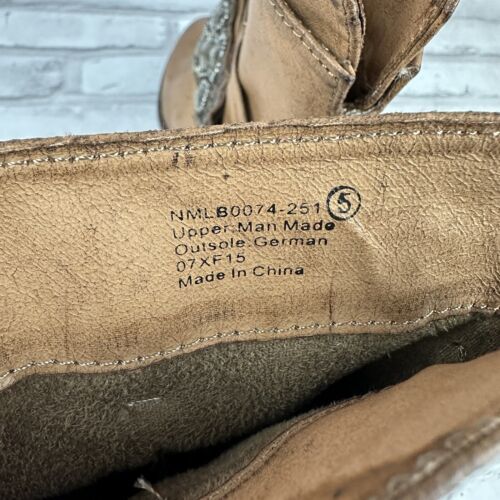 NMLB0074-251 5
Upper:Man Made
Outsole:German
07XF15
Made In China